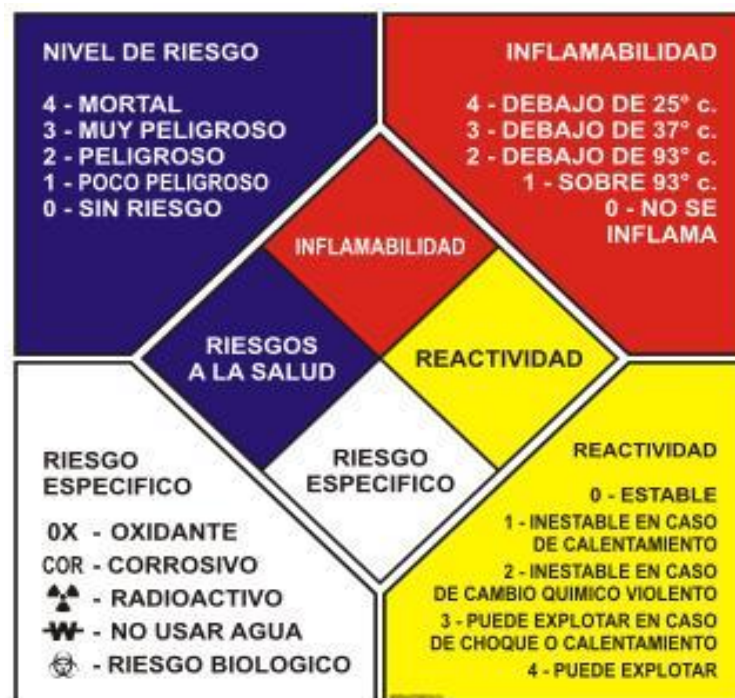 NIVEL DE RIESGO
4 - MORTAL
3 - MUY PELIGROSO
2 - PELIGROSO
1 - POCO PELIGROSO
0 - SIN RIESGO
INFLAMABILIDAD
4 - DEBAJO DE 25° c.
3 - DEBAJO DE 37° c.
2 - DEBAJO DE 93° c.
1 - SOBRE 93° c.
0 - NO SE
INFLAMA
INFLAMABILIDAD
RIESGOS
A LA SALUD
REACTIVIDAD
RIESGO
ESPECIFICO
RIESGO
ESPECIFICO
0X - OXIDANTE
COR - CORROSIVO
- RADIOACTIVO
W - NO USAR AGUA
- RIESGO BIOLOGICO
REACTIVIDAD
0 - ESTABLE
1 - INESTABLE EN CASO
DE CALENTAMIENTO
2 - INESTABLE EN CASO
DE CAMBIO QUIMICO VIOLENTO
3 - PUEDE EXPLOTAR EN CASO
DE CHOQUE O CALENTAMIENTO
4 - PUEDE EXPLOTAR